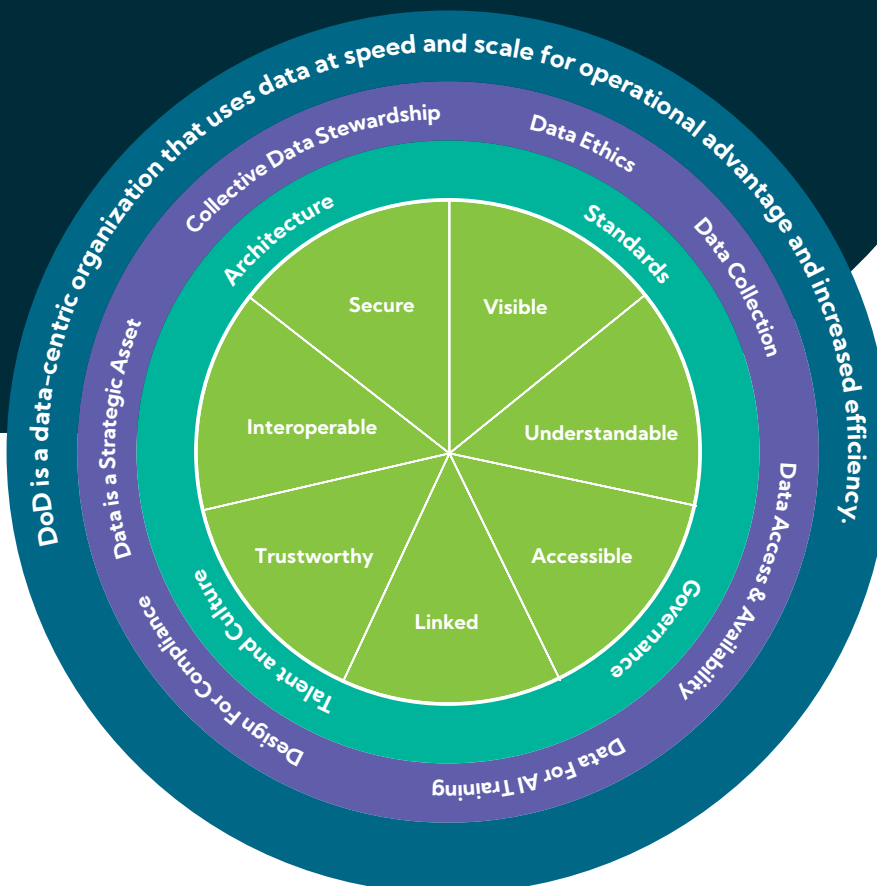 DoD is a data-centric organization that uses data at speed and scale for operational advantage and increased efficiency.
Data is a Strategic Asset
Collective Data Stewardship
Data Ethics
Data Collection
Data Access & Availability
Data For AI Training
Design For Compliance
Architecture
Standards
Governance
Talent and Culture
Secure
Visible
Understandable
Accessible
Linked
Trustworthy
Interoperable